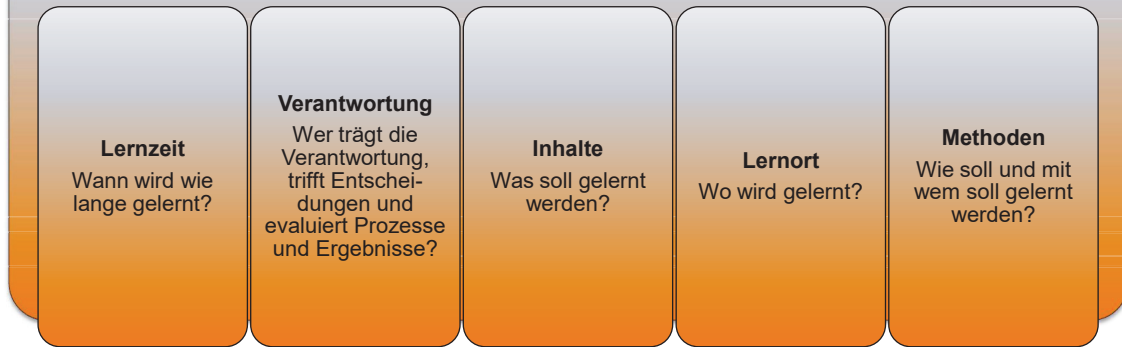 Lernzeit
Wann wird wie
lange gelernt?
Verantwortung
Wer trägt die
Verantwortung,
trifft Entschei-
dungen und
evaluiert Prozesse
und Ergebnisse?
Inhalte
Was soll gelernt
werden?
Lernort
Wo wird gelernt?
Methoden
Wie soll und mit
wem soll gelernt
werden?